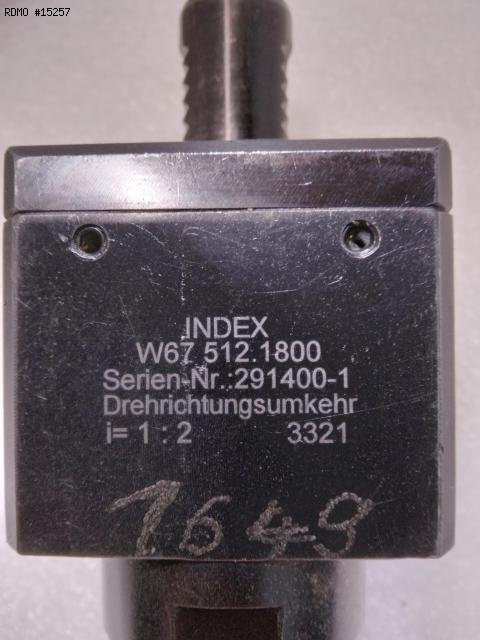 RDMO #15257
INDEX
W67 512.1800
Serien-Nr.:291400-1
Drehrichtungsumkehr
i= 1 : 2 3321
1649